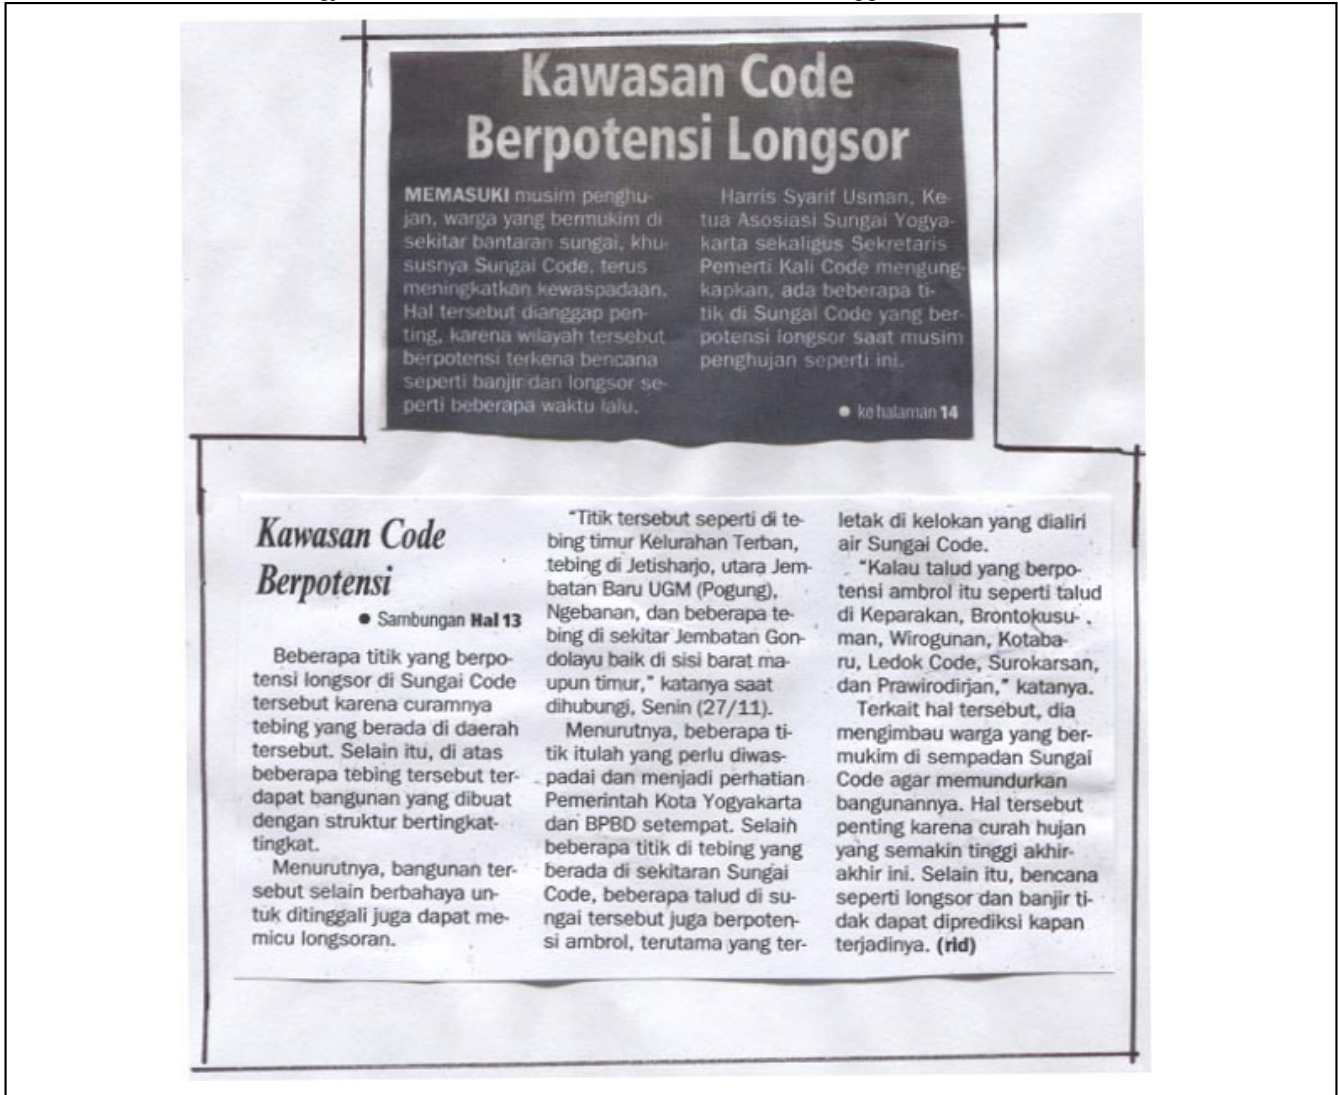 Kawasan Code
Berpotensi Longsor
MEMASUKI musim penghu-
jan, warga yang bermukim di
sekitar bantaran sungai, khu-
susnya Sungai Code, terus
meningkatkan kewaspadaan.
Hal tersebut dianggap pen-
ting, karena wilayah tersebut
berpotensi terkena bencana
seperti banjir dan longsor se-
perti beberapa waktu lalu.
Harris Syarif Usman, Ke-
tua Asosiasi Sungai Yogya-
karta sekaligus Sekretaris
Pemerti Kali Code mengung-
kapkan, ada beberapa ti-
tik di Sungai Code yang ber-
potensi longsor saat musim
penghujan seperti ini.
● ke halaman 14
Kawasan Code
Berpotensi
● Sambungan Hal 13
Beberapa titik yang berpo-
tensi longsor di Sungai Code
tersebut karena curamnya
tebing yang berada di daerah
tersebut. Selain itu, di atas
beberapa tebing tersebut ter-
dapat bangunan yang dibuat
dengan struktur bertingkat-
tingkat.
Menurutnya, bangunan ter-
sebut selain berbahaya un-
tuk ditinggali juga dapat me-
micu longsoran.
"Titik tersebut seperti di te-
bing timur Kelurahan Terban,
tebing di Jetisharjo, utara Jem-
batan Baru UGM (Pogung),
Ngebanan, dan beberapa te-
bing di sekitar Jembatan Gon-
dolayu baik di sisi barat ma-
upun timur," katanya saat
dihubungi, Senin (27/11).
Menurutnya, beberapa ti-
tik itulah yang perlu diwas-
padai dan menjadi perhatian
Pemerintah Kota Yogyakarta
dan BPBD setempat. Selain
beberapa titik di tebing yang
berada di sekitaran Sungai
Code, beberapa talud di su-
ngai tersebut juga berpoten-
si ambrol, terutama yang ter-
letak di kelokan yang dialiri
air Sungai Code.
"Kalau talud yang berpo-
tensi ambrol itu seperti talud
di Keparakan, Brontokusu-
man, Wirogunan, Kotaba-
ru, Ledok Code, Surokarsan,
dan Prawirodirjan," katanya.
Terkait hal tersebut, dia
mengimbau warga yang ber-
mukim di sempadan Sungai
Code agar memundurkan
bangunannya. Hal tersebut
penting karena curah hujan
yang semakin tinggi akhir-
akhir ini. Selain itu, bencana
seperti longsor dan banjir ti-
dak dapat diprediksi kapan
terjadinya. (rid)